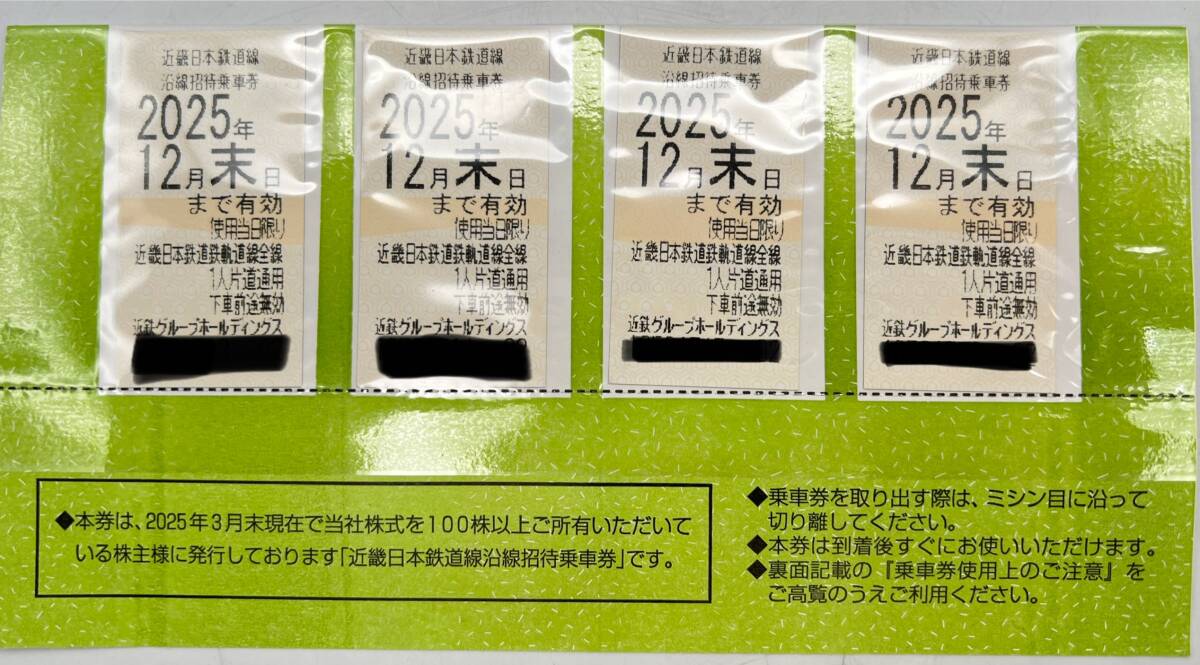 近畿日本鉄道線
沿線招待乗車券
2025年
12月末日
まで有効
使用当日限り
近畿日本鉄道鉄軌道線全線
1人片道通用
下車前途無効
近鉄グループホールディングス
近畿日本鉄道線
沿線招待乗車券
2025年
12月末日
まで有効
使用当日限り
近畿日本鉄道鉄軌道線全線
1人片道通用
下車前途無効
近鉄グループホールディングス
近畿日本鉄道線
沿線招待乗車券
2025年
12月末日
まで有効
使用当日限り
近畿日本鉄道鉄軌道線全線
1人片道通用
下車前途無効
近鉄グループホールディングス
近畿日本鉄道線
沿線招待乗車券
2025年
12月末日
まで有効
使用当日限り
近畿日本鉄道鉄軌道線全線
1人片道通用
下車前途無効
近鉄グループホールディングス
◆本券は、2025年3月末現在で当社株式を100株以上ご所有いただいて
いる株主様に発行しております「近畿日本鉄道線沿線招待乗車券」です。
◆乗車券を取り出す際は、ミシン目に沿って
切り離してください。
◆本券は到着後すぐにお使いいただけます。
◆裏面記載の『乗車券使用上のご注意』を
ご高覧のうえご利用ください。